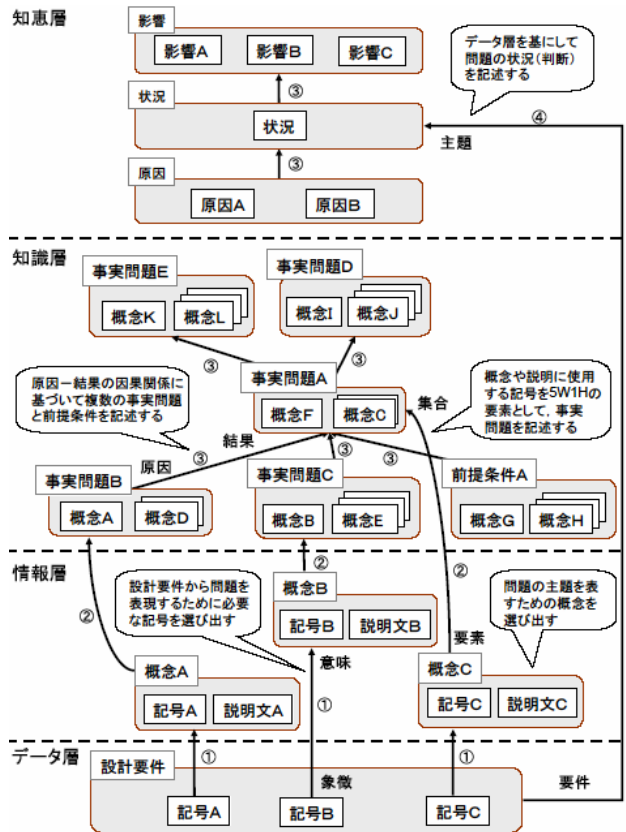 知恵層
影響
影響A
影響B
影響C
データ層を基にして
問題の状況(判断)
を記述する
③
状況
状況
④
主題
③
原因
原因A
原因B
知識層
事実問題E
概念K
概念L
事実問題D
概念I
概念J
③
③
事実問題A
概念F
概念C
集合
原因－結果の因果関係に
基づいて複数の事実問題
と前提条件を記述する
概念や説明に使用
する記号を5W1Hの
要素として，事実
問題を記述する
結果
原因
③
③
③
事実問題B
概念A
概念D
事実問題C
概念B
概念E
前提条件A
概念G
概念H
情報層
②
②
②
設計要件から問題を
表現するために必要
な記号を選び出す
概念B
記号B
説明文B
問題の主題を表
すための概念を
選び出す
意味
要素
概念A
記号A
説明文A
概念C
記号C
説明文C
①
①
①
データ層
設計要件
象徴
要件
記号A
記号B
記号C